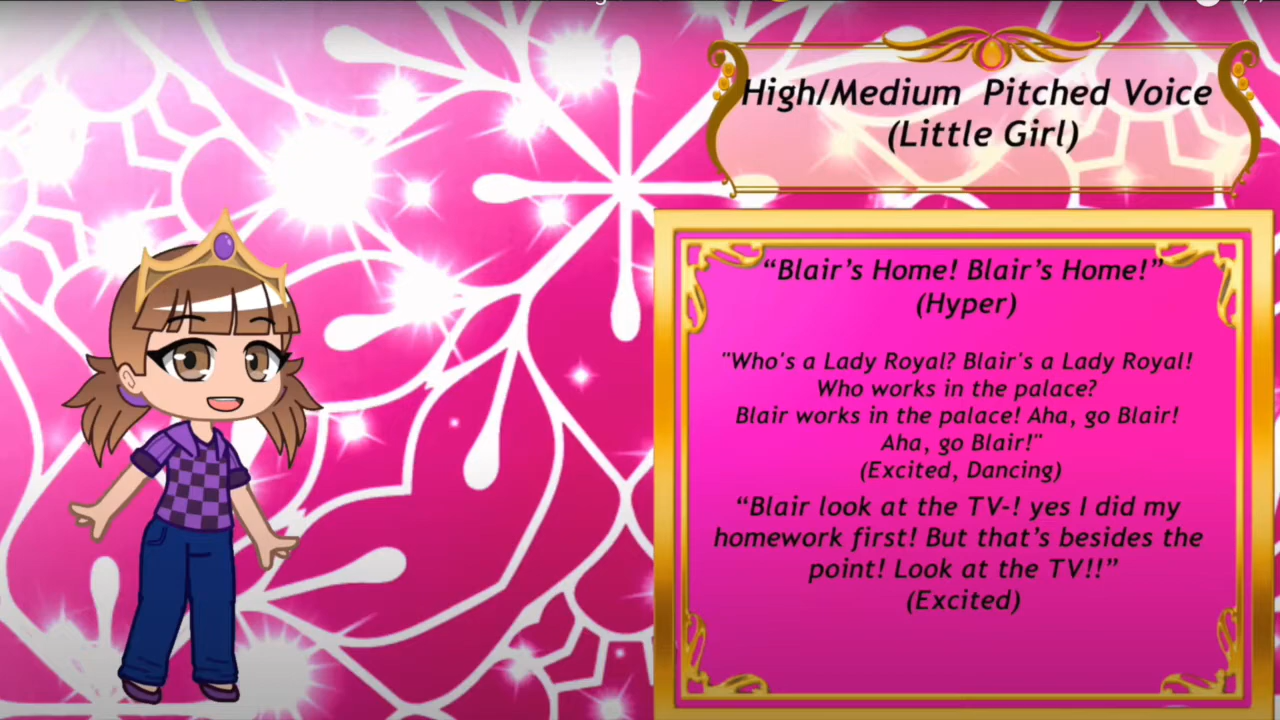 High/Medium  Pitched Voice
(Little Girl)
“Blair’s Home! Blair’s Home!”
(Hyper)
"Who's a Lady Royal? Blair's a Lady Royal!
Who works in the palace?
Blair works in the palace! Aha, go Blair!
Aha, go Blair!"
(Excited, Dancing)
“Blair look at the TV-! yes I did my
homework first! But that’s besides the
point! Look at the TV!!”
(Excited)